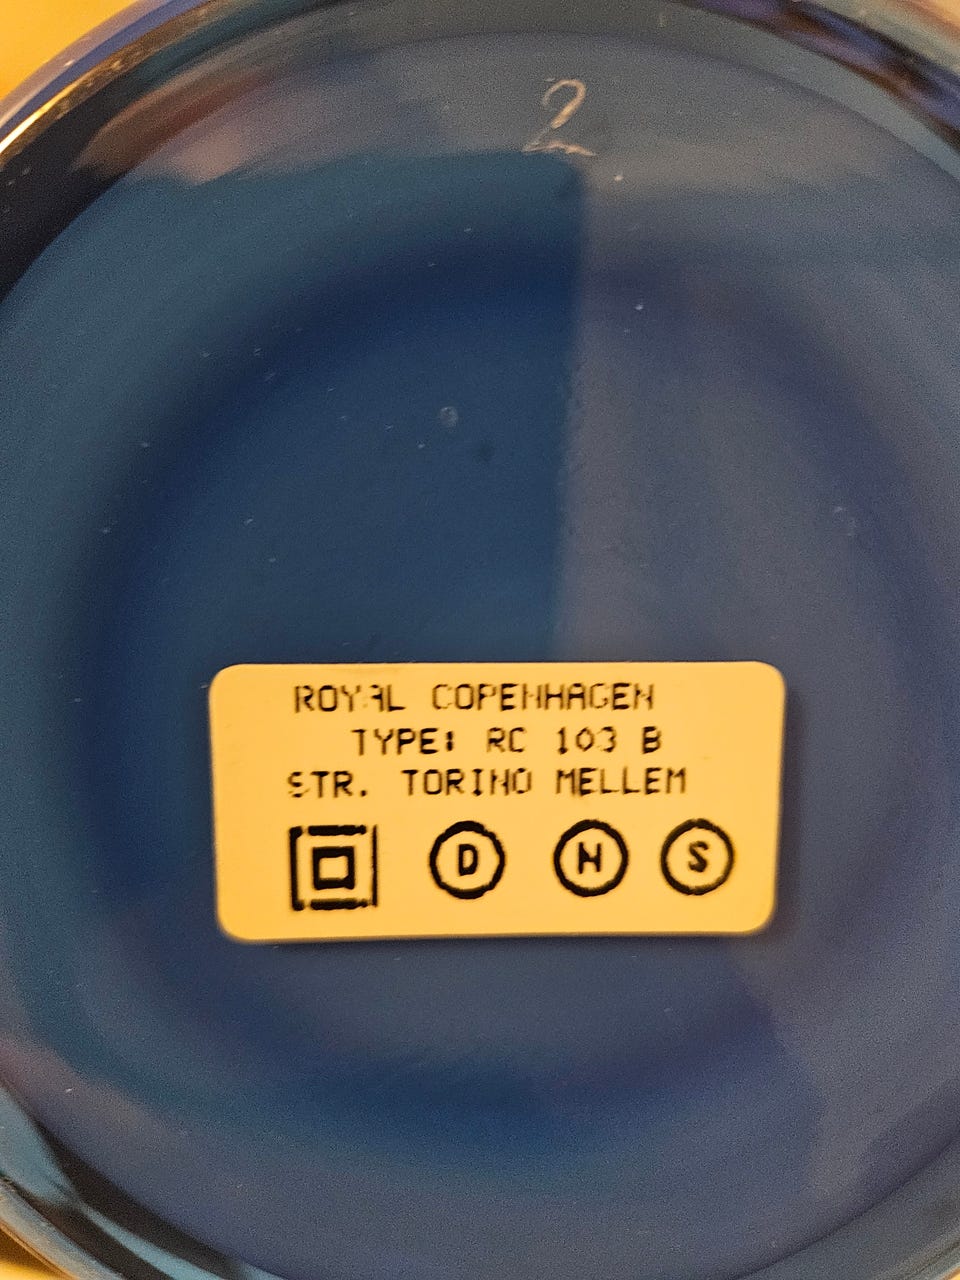 2
ROYAL COPENHAGEN
TYPE: RC 103 B
STR. TORINO MELLEM
D N S